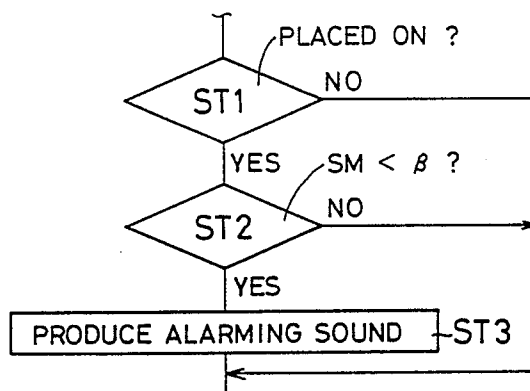 PLACED ON ?
ST1
NO
YES
SM < β ?
ST2
NO
YES
PRODUCE ALARMING SOUND
ST3